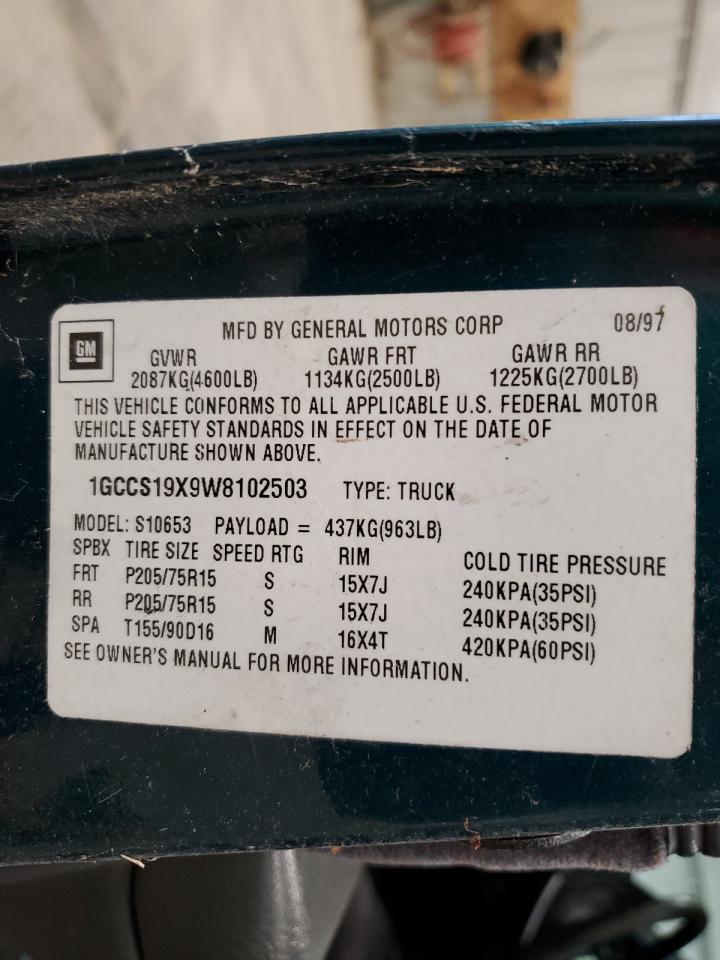 MFD BY GENERAL MOTORS CORP 08/97
GM
GVWR GAWR FRT GAWR RR
2087KG(4600LB) 1134KG(2500LB) 1225KG(2700LB)
THIS VEHICLE CONFORMS TO ALL APPLICABLE U.S. FEDERAL MOTOR
VEHICLE SAFETY STANDARDS IN EFFECT ON THE DATE OF
MANUFACTURE SHOWN ABOVE.
1GCCS19X9W8102503 TYPE: TRUCK
MODEL: S10653 PAYLOAD = 437KG(963LB)
SPBX TIRE SIZE SPEED RTG RIM COLD TIRE PRESSURE
FRT P205/75R15 S 15X7J 240KPA(35PSI)
RR P205/75R15 S 15X7J 240KPA(35PSI)
SPA T155/90D16 M 16X4T 420KPA(60PSI)
SEE OWNER'S MANUAL FOR MORE INFORMATION.